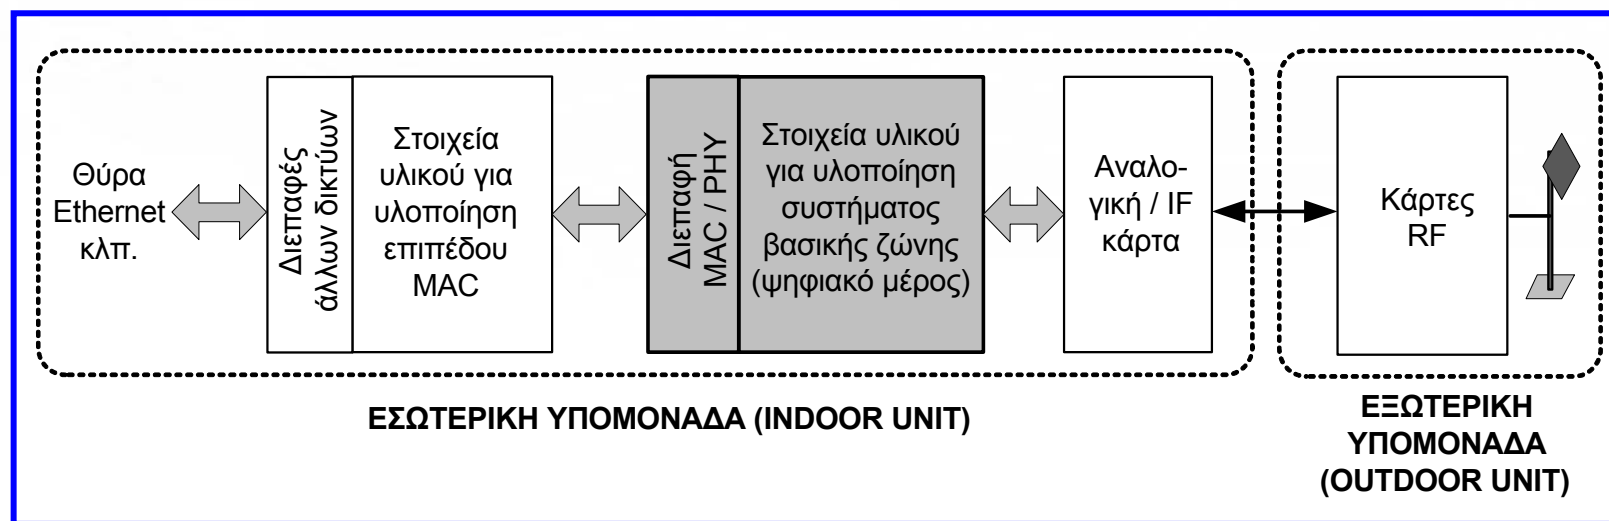 Θύρα
Ethernet
κλπ.
Διεπαφές
άλλων δικτύων
Στοιχεία
υλικού για
υλοποίηση
επιπέδου
MAC
Διεπαφή
MAC / PHY
Στοιχεία υλικού
για υλοποίηση
συστήματος
βασικής ζώνης
(ψηφιακό μέρος)
Αναλο-
γική / IF
κάρτα
Κάρτες
RF
ΕΣΩΤΕΡΙΚΗ ΥΠΟΜΟΝΑΔΑ (INDOOR UNIT)
ΕΞΩΤΕΡΙΚΗ
ΥΠΟΜΟΝΑΔΑ
(OUTDOOR UNIT)